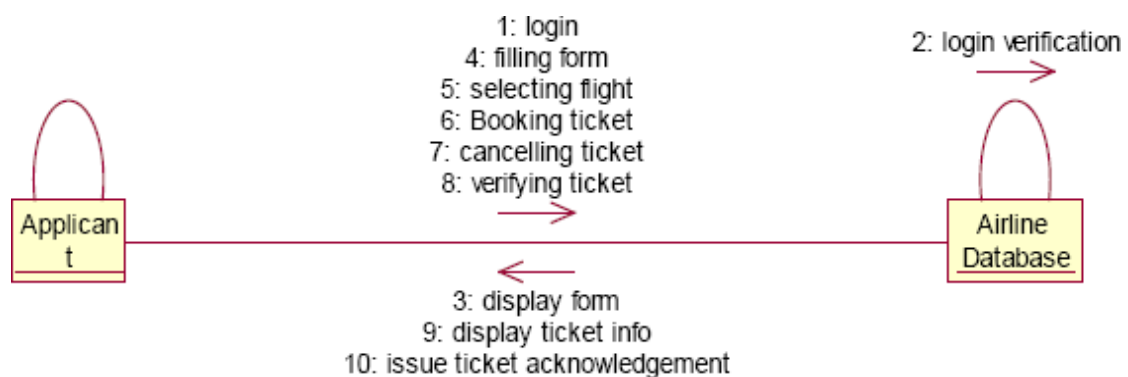 1: login
4: filling form
5: selecting flight
6: Booking ticket
7: cancelling ticket
8: verifying ticket
2: login verification
Applican
t
Airline
Database
3: display form
9: display ticket info
10: issue ticket acknowledgement